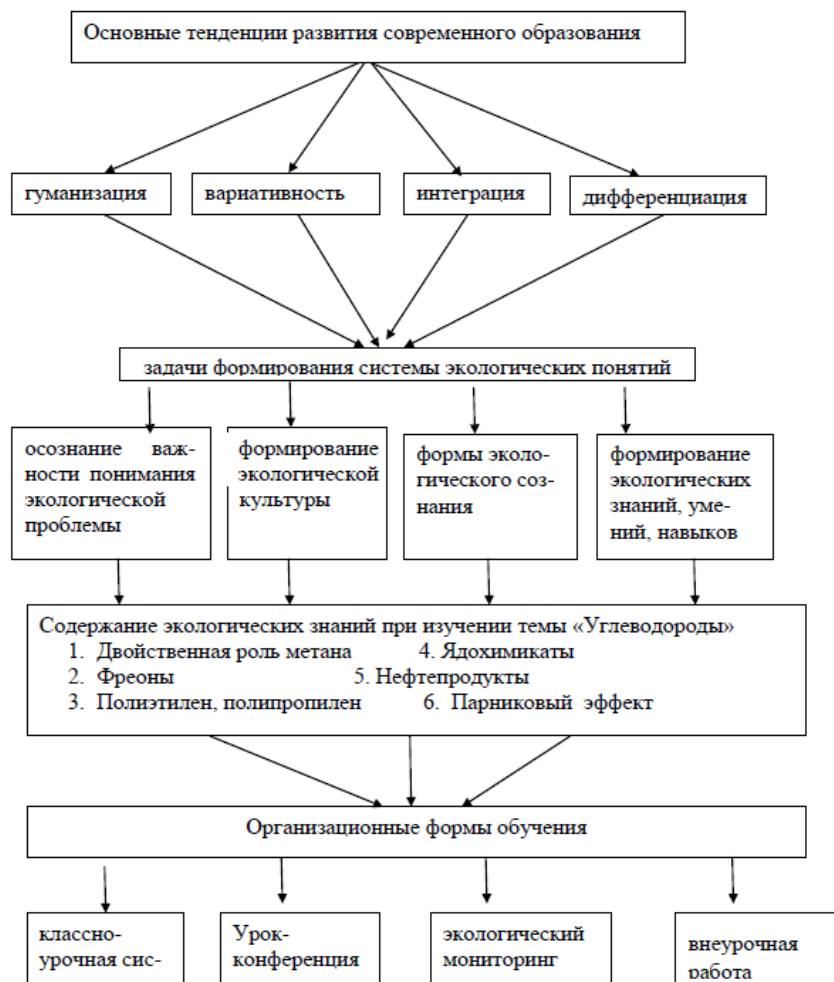 Основные тенденции развития современного образования
гуманизация
вариативность
интеграция
дифференциация
задачи формирования системы экологических понятий
осознание важ-
ности понимания
экологической
проблемы
формирование
экологической
культуры
формы эколо-
гического соз-
нания
формирование
экологических
знаний, уме-
ний, навыков
Содержание экологических знаний при изучении темы «Углеводороды»
1. Двойственная роль метана 4. Ядохимикаты
2. Фреоны 5. Нефтепродукты
3. Полиэтилен, полипропилен 6. Парниковый эффект
Организационные формы обучения
классно-
урочная сис-
Урок-
конференция
экологический
мониторинг
внеурочная
работа